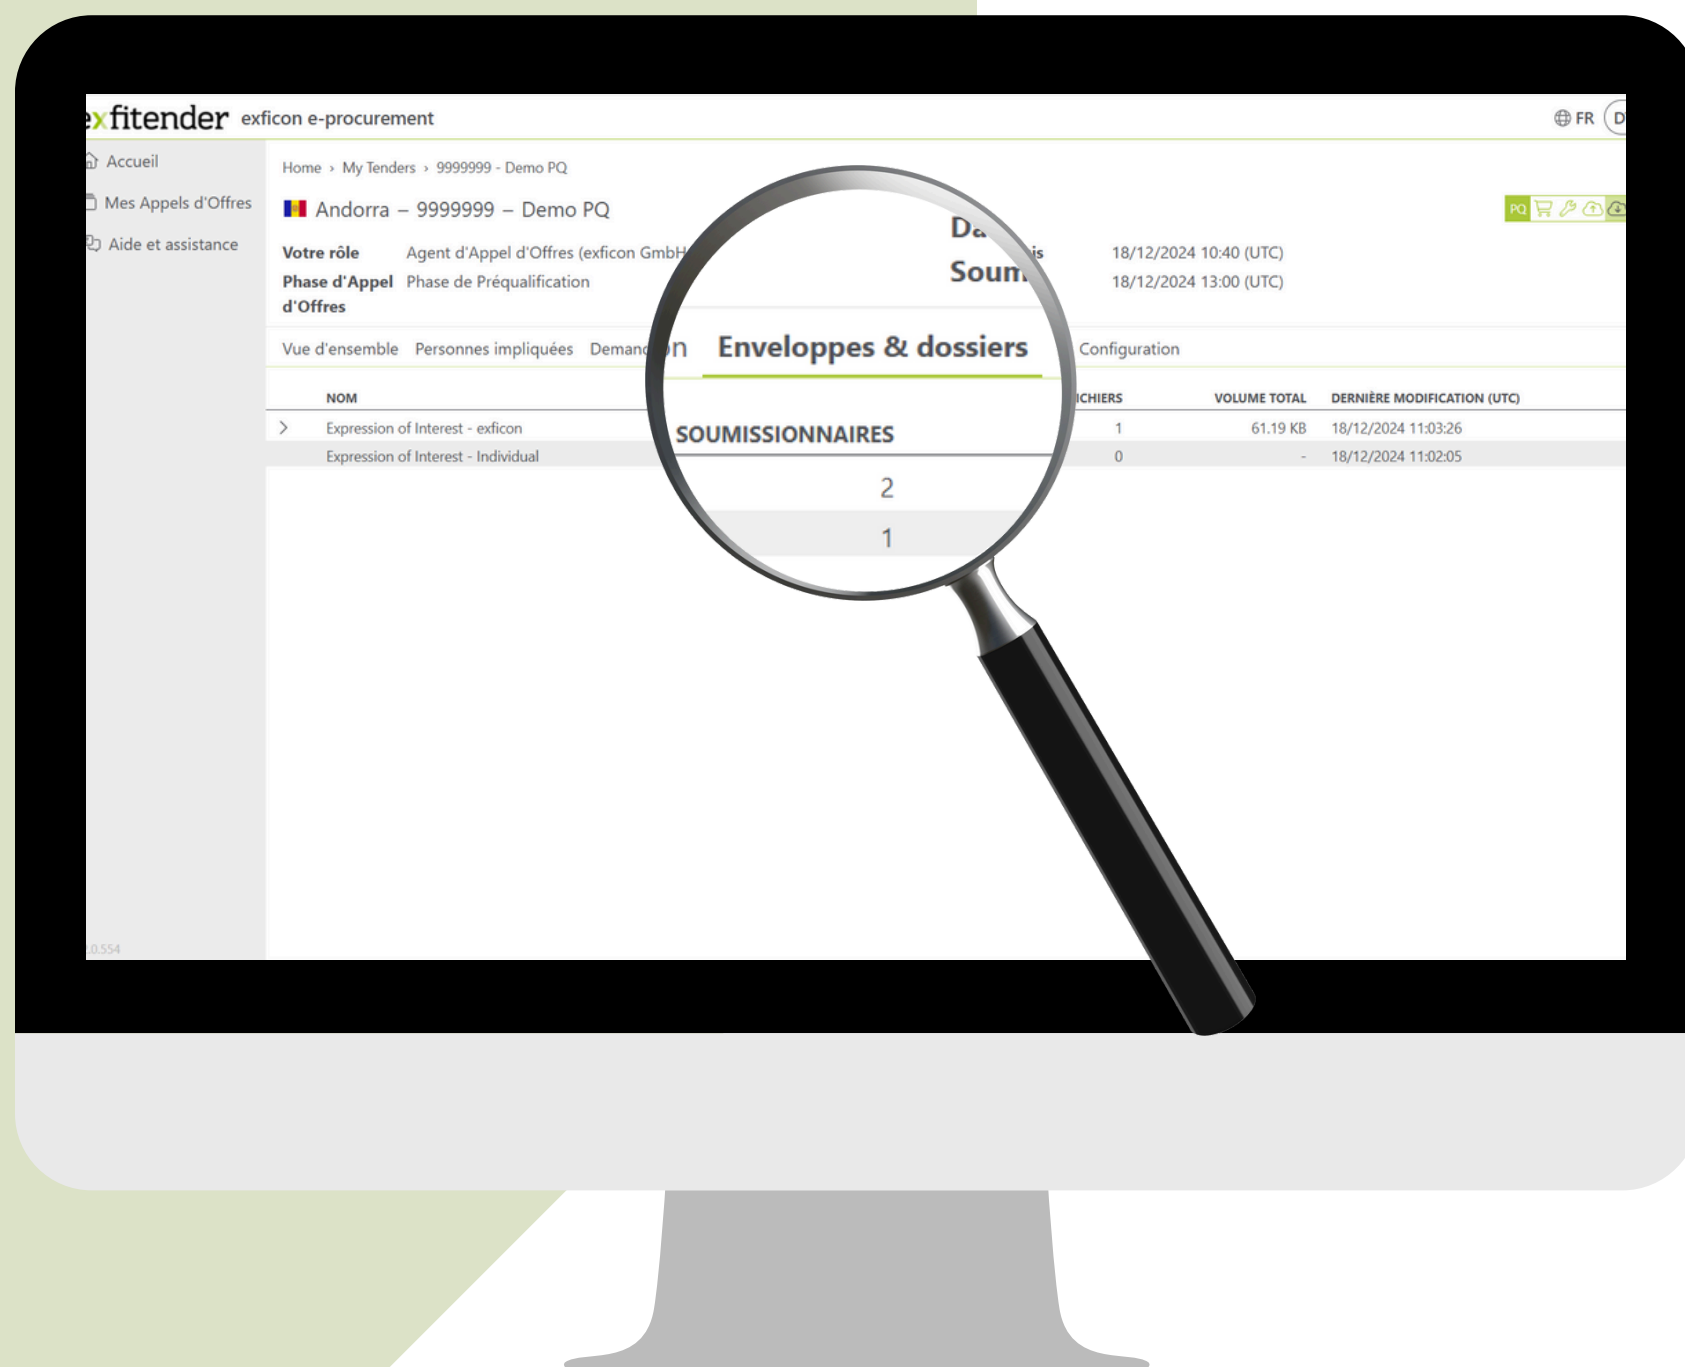 exfitender exficon e-procurement
FR
Accueil
Mes Appels d'Offres
Aide et assistance
Home › My Tenders › 9999999 - Demo PQ
Andorra – 9999999 – Demo PQ
PQ
Votre rôle Agent d'Appel d'Offres (exficon GmbH
18/12/2024 10:40 (UTC)
Phase d'Appel d'Offres Phase de Préqualification
18/12/2024 13:00 (UTC)
Vue d'ensemble Personnes impliquées
Enveloppes & dossiers
Configuration
NOM
SOUMISSIONNAIRES
VOLUME TOTAL DERNIÈRE MODIFICATION (UTC)
Expression of Interest - exficon 2 1 61.19 KB 18/12/2024 11:03:26
Expression of Interest - Individual 1 0 - 18/12/2024 11:02:05